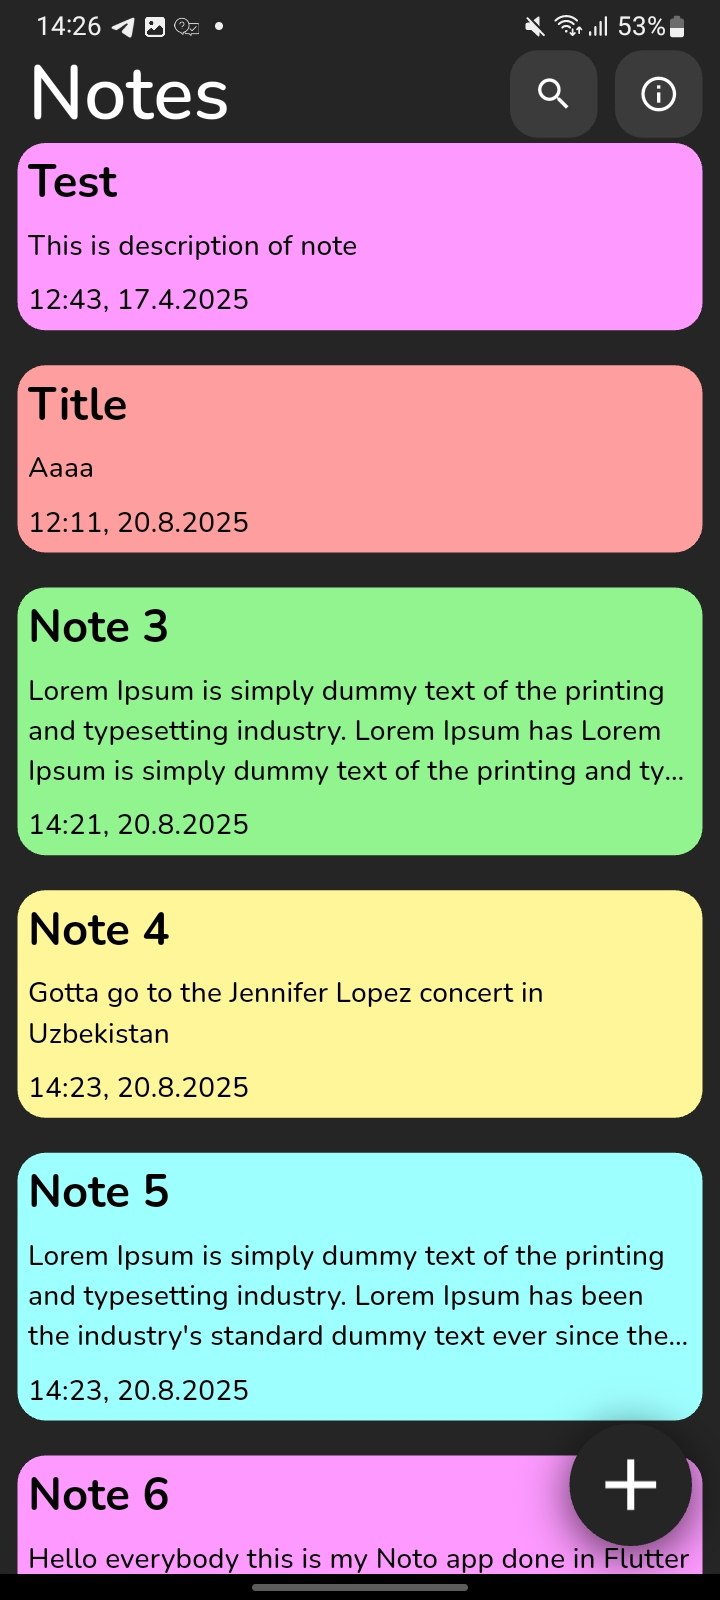 14:26 53%
Notes
Test
This is description of note
12:43, 17.4.2025
Title
Aaaa
12:11, 20.8.2025
Note 3
Lorem Ipsum is simply dummy text of the printing
and typesetting industry. Lorem Ipsum has Lorem
Ipsum is simply dummy text of the printing and ty...
14:21, 20.8.2025
Note 4
Gotta go to the Jennifer Lopez concert in
Uzbekistan
14:23, 20.8.2025
Note 5
Lorem Ipsum is simply dummy text of the printing
and typesetting industry. Lorem Ipsum has been
the industry's standard dummy text ever since the...
14:23, 20.8.2025
Note 6
Hello everybody this is my Noto app done in Flutter